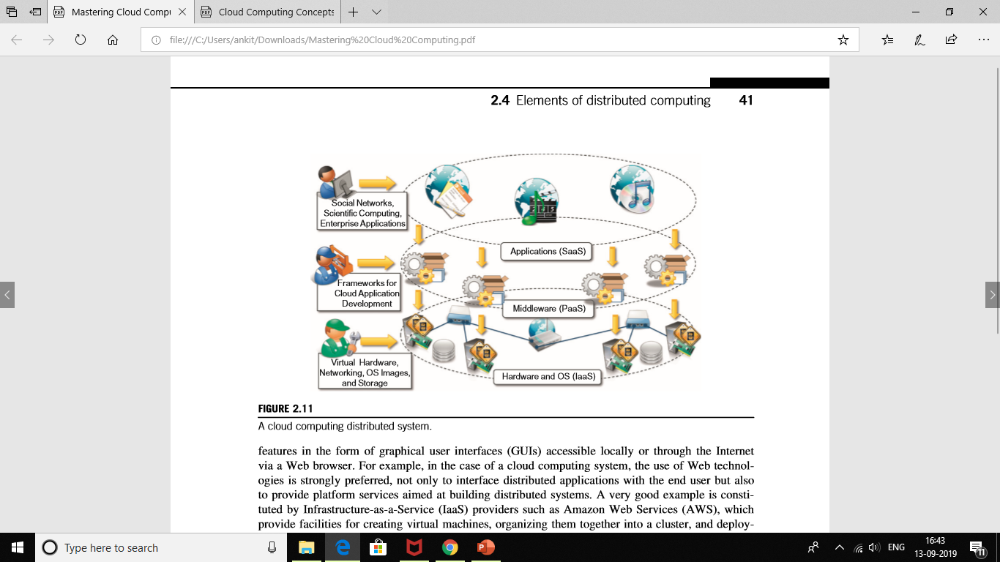 Mastering Cloud Compu
Cloud Computing Concepts
file:///C:/Users/ankit/Downloads/Mastering%20Cloud%20Computing.pdf
2.4 Elements of distributed computing 41
Social Networks,
Scientific Computing,
Enterprise Applications
Applications (SaaS)
Frameworks for
Cloud Application
Development
Middleware (PaaS)
Virtual Hardware,
Networking, OS Images,
and Storage
Hardware and OS (IaaS)
FIGURE 2.11
A cloud computing distributed system.
features in the form of graphical user interfaces (GUIs) accessible locally or through the Internet
via a Web browser. For example, in the case of a cloud computing system, the use of Web technol-
ogies is strongly preferred, not only to interface distributed applications with the end user but also
to provide platform services aimed at building distributed systems. A very good example is consti-
tuted by Infrastructure-as-a-Service (IaaS) providers such as Amazon Web Services (AWS), which
provide facilities for creating virtual machines, organizing them together into a cluster, and deploy-
Type here to search
ENG
16:43
13-09-2019
11